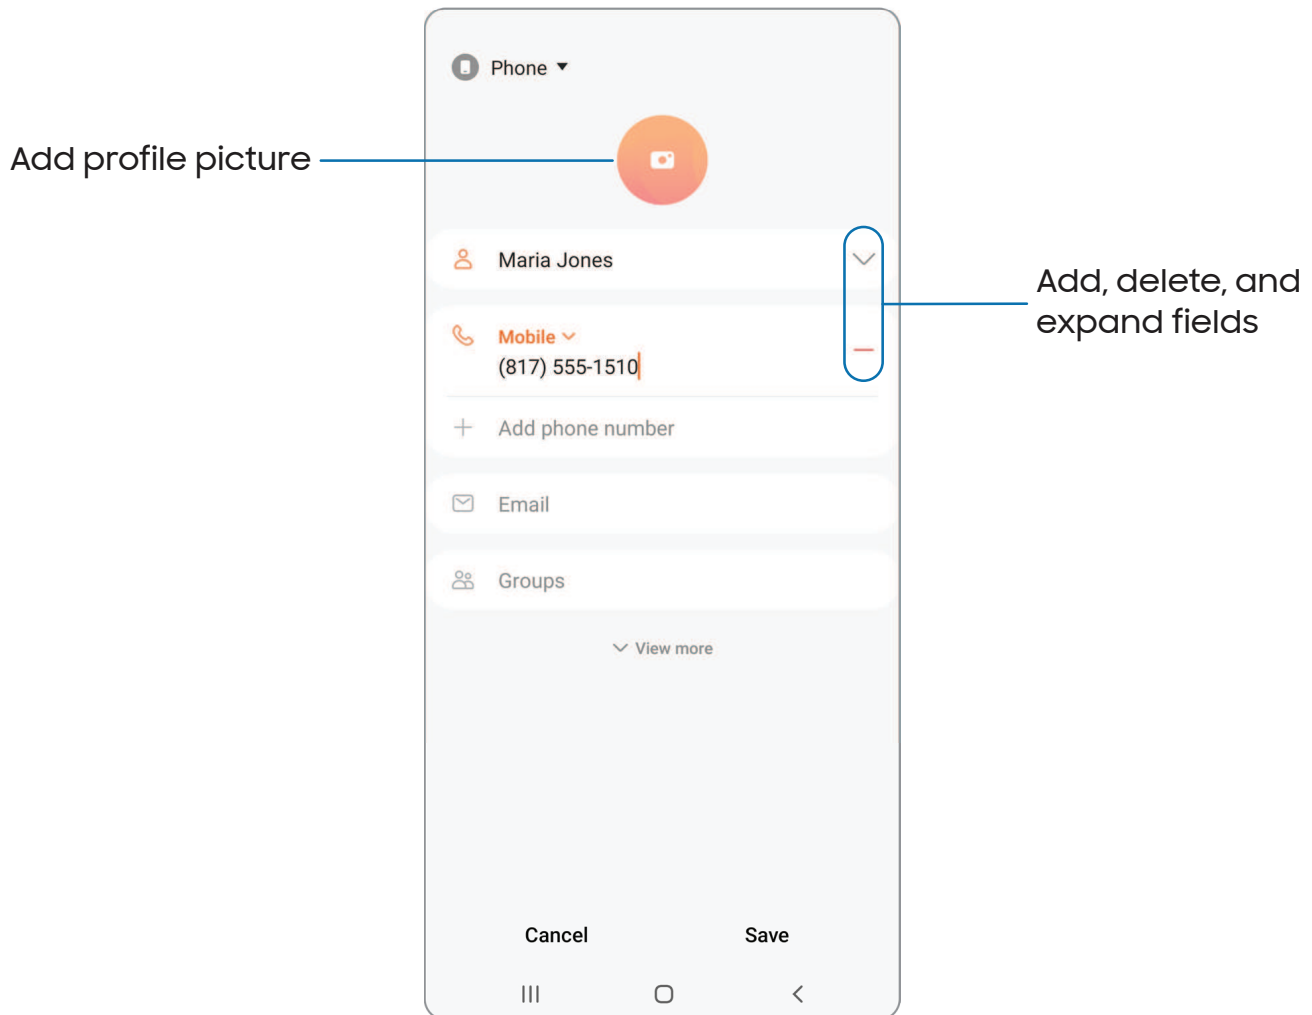 Phone
Add profile picture
Maria Jones
Add, delete, and
expand fields
Mobile
(817) 555-1510
Add phone number
Email
Groups
View more
Cancel
Save